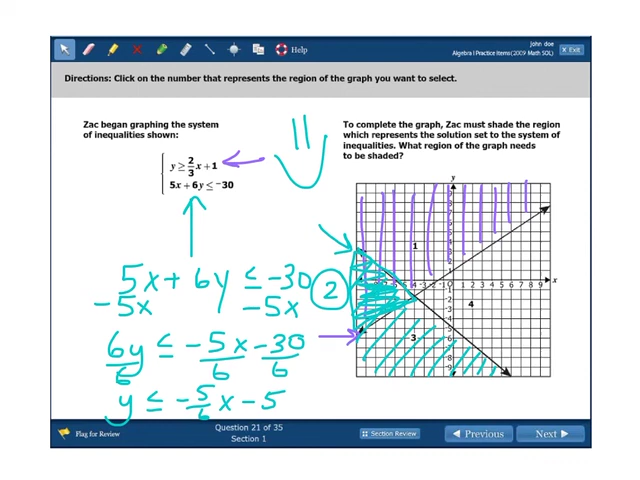 Help
John doe
Algebra I Practice Items (2009 Math SOL)
Exit
Directions: Click on the number that represents the region of the graph you want to select.
Zac began graphing the system
of inequalities shown:
y ≥ 2/3 x + 1
5x + 6y ≤ ⁻30
To complete the graph, Zac must shade the region
which represents the solution set to the system of
inequalities. What region of the graph needs
to be shaded?
5x + 6y ≤ -30
-5x -5x
6y/6 ≤ -5x/6 - 30/6
y ≤ -5/6 x - 5
y
x
1
2
3
4
Flag for Review
Question 21 of 35
Section 1
Section Review
Previous
Next